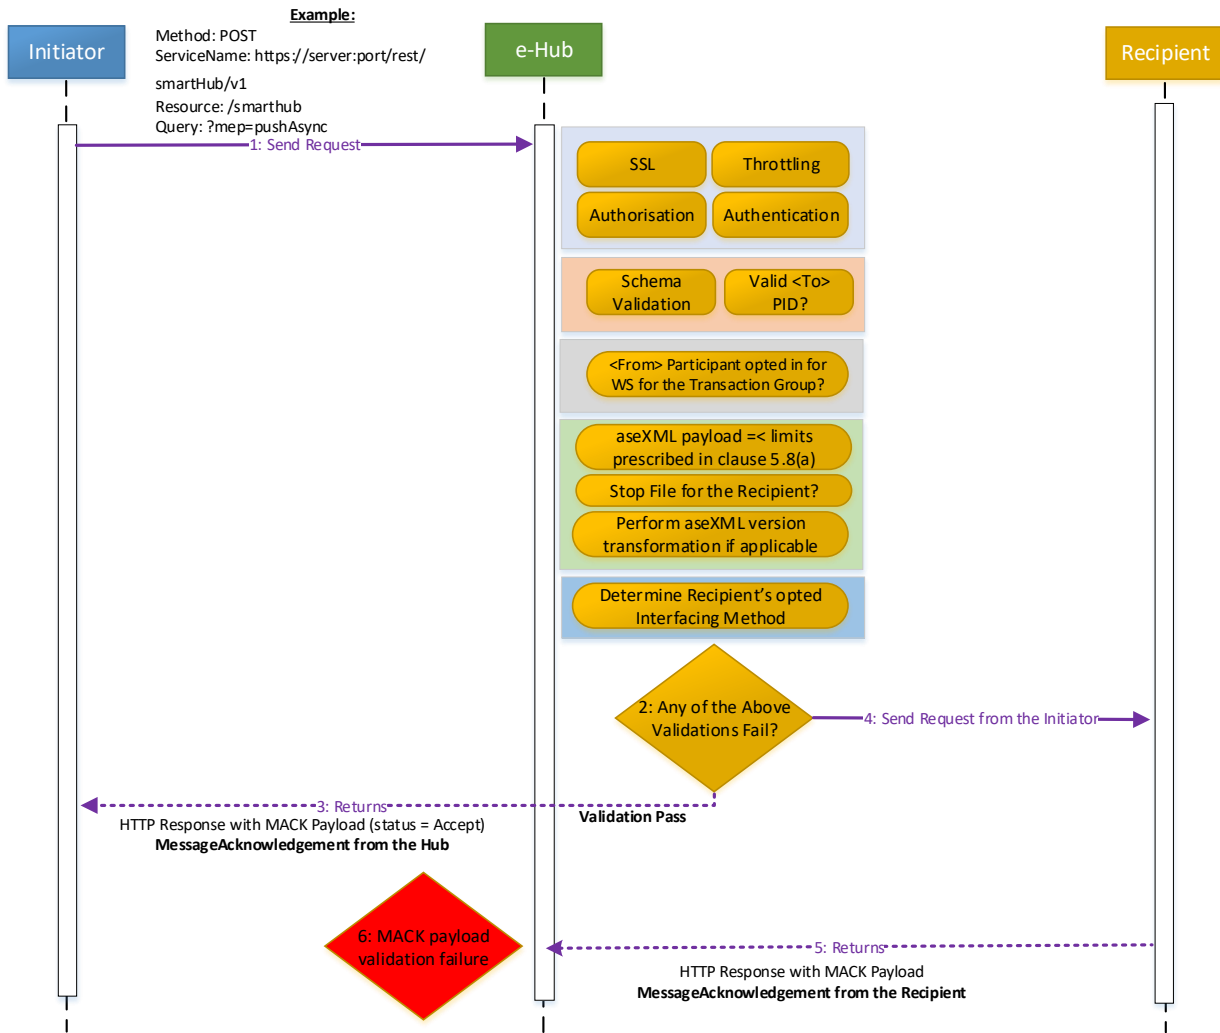 Example:
Method: POST
ServiceName: https://server:port/rest/
smartHub/v1
Resource: /smarthub
Query: ?mep=pushAsync
Initiator
e-Hub
Recipient
1: Send Request
SSL
Throttling
Authorisation
Authentication
Schema
Validation
Valid <To>
PID?
<From> Participant opted in for
WS for the Transaction Group?
aseXML payload =< limits
prescribed in clause 5.8(a)
Stop File for the Recipient?
Perform aseXML version
transformation if applicable
Determine Recipient's opted
Interfacing Method
2: Any of the Above
Validations Fail?
4: Send Request from the Initiator
3: Returns
HTTP Response with MACK Payload (status = Accept)
MessageAcknowledgement from the Hub
Validation Pass
6: MACK payload
validation failure
5: Returns
HTTP Response with MACK Payload
MessageAcknowledgement from the Recipient